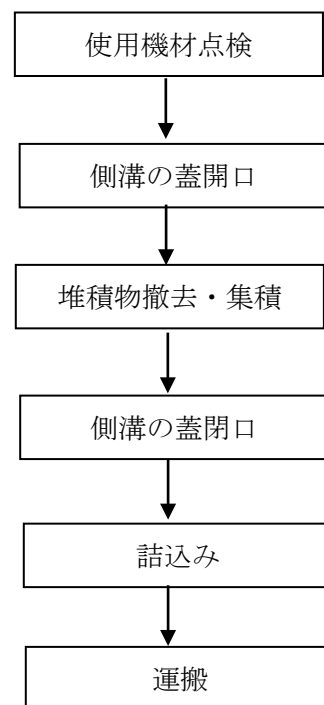 使用機材点検
側溝の蓋開口
堆積物撤去・集積
側溝の蓋閉口
詰込み
運搬